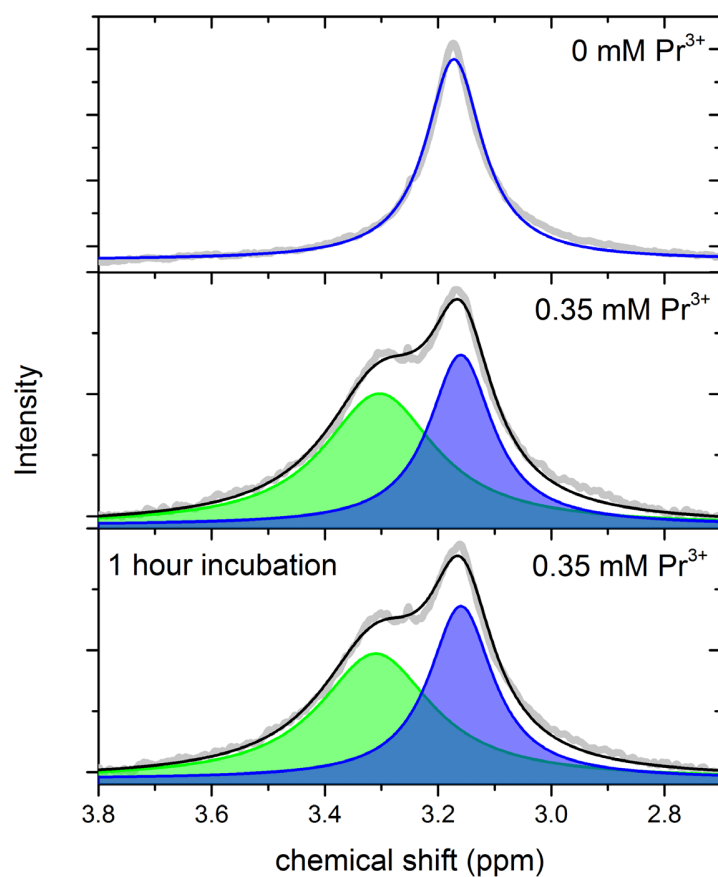 0 mM Pr³⁺
0.35 mM Pr³⁺
Intensity
1 hour incubation 0.35 mM Pr³⁺
3.8 3.6 3.4 3.2 3.0 2.8
chemical shift (ppm)